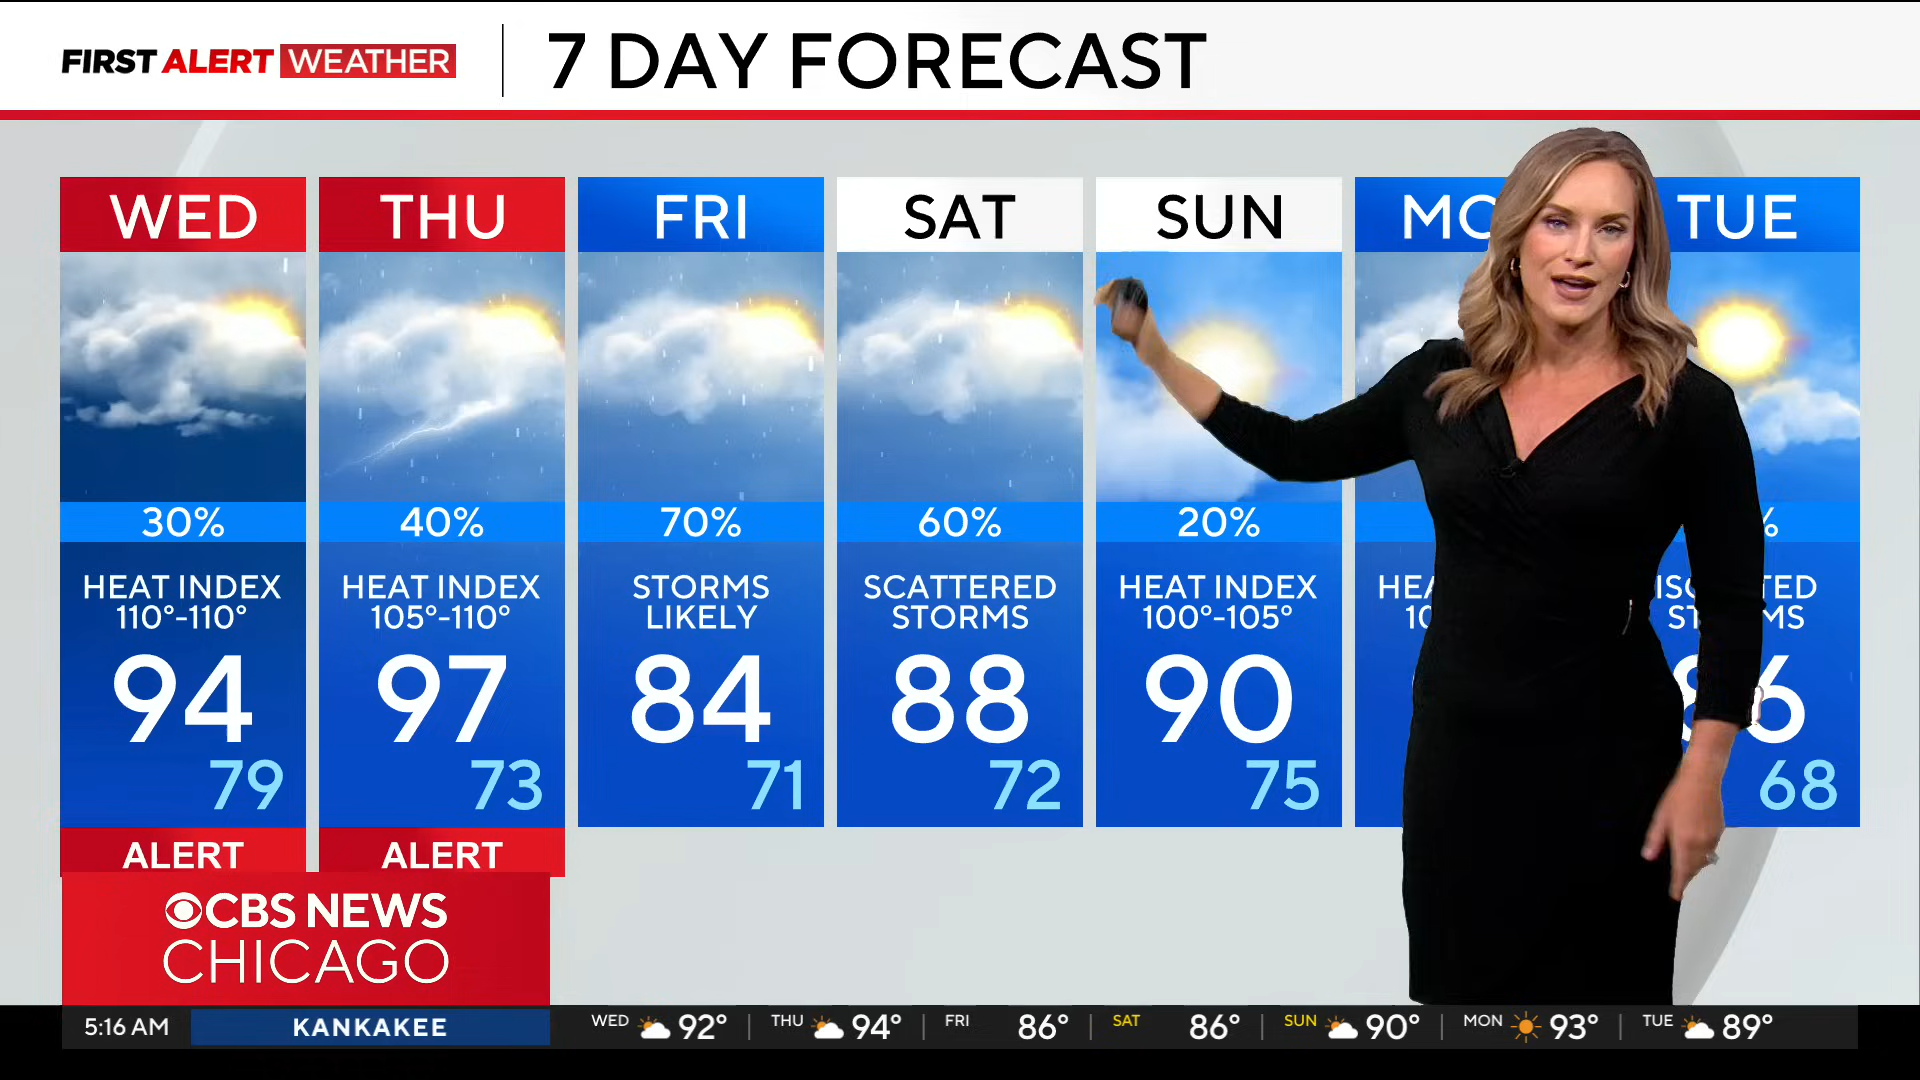 FIRST ALERT WEATHER
7 DAY FORECAST
WED
30%
HEAT INDEX
110°-110°
94
79
ALERT
THU
40%
HEAT INDEX
105°-110°
97
73
ALERT
FRI
70%
STORMS
LIKELY
84
71
SAT
60%
SCATTERED
STORMS
88
72
SUN
20%
HEAT INDEX
100°-105°
90
75
TUE
86
68
CBS NEWS
CHICAGO
5:16 AM KANKAKEE WED 92° THU 94° FRI 86° SAT 86° SUN 90° MON 93° TUE 89°